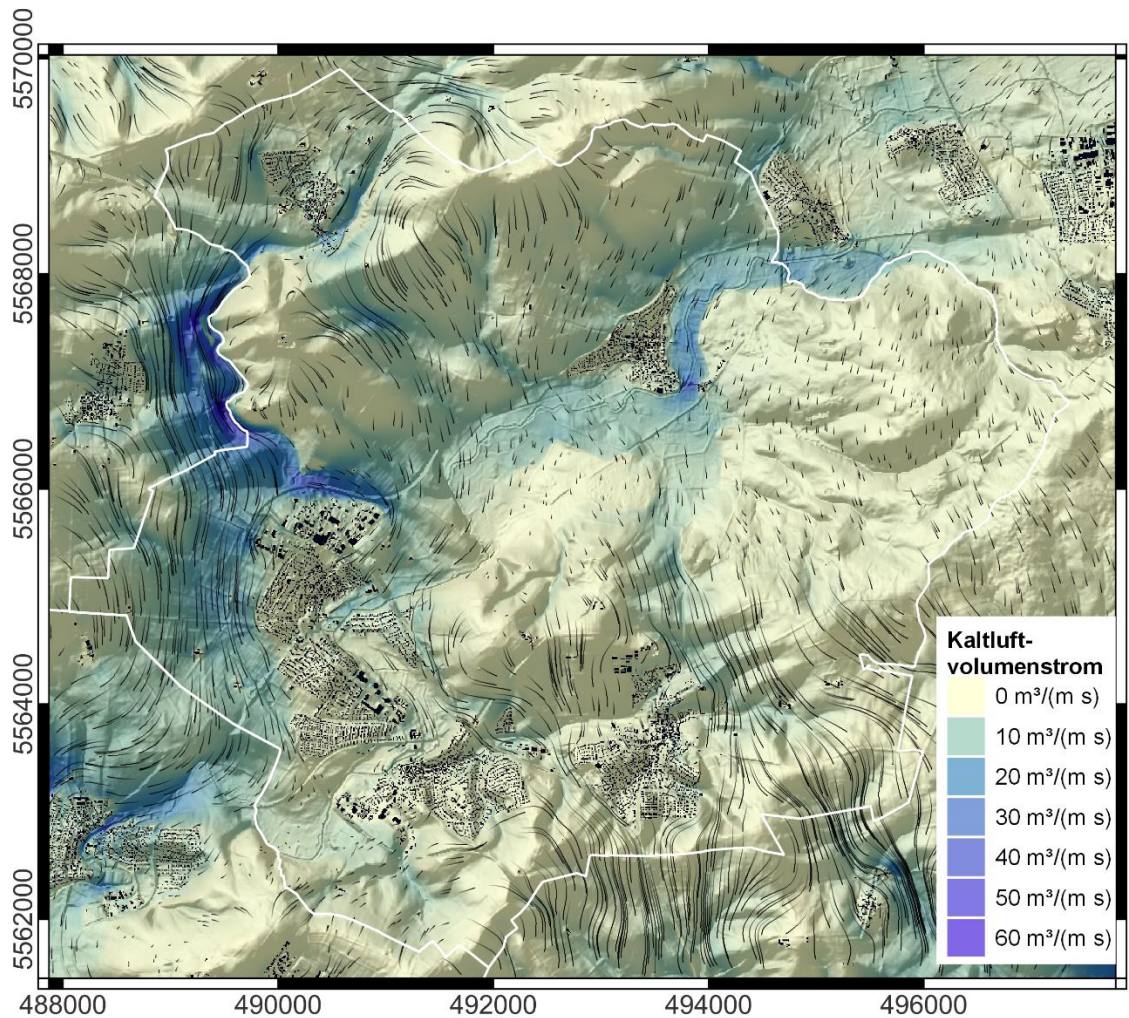 5570000
5568000
5566000
5564000
5562000
Kaltluft-
volumenstrom
0 m³/(m s)
10 m³/(m s)
20 m³/(m s)
30 m³/(m s)
40 m³/(m s)
50 m³/(m s)
60 m³/(m s)
488000 490000 492000 494000 496000